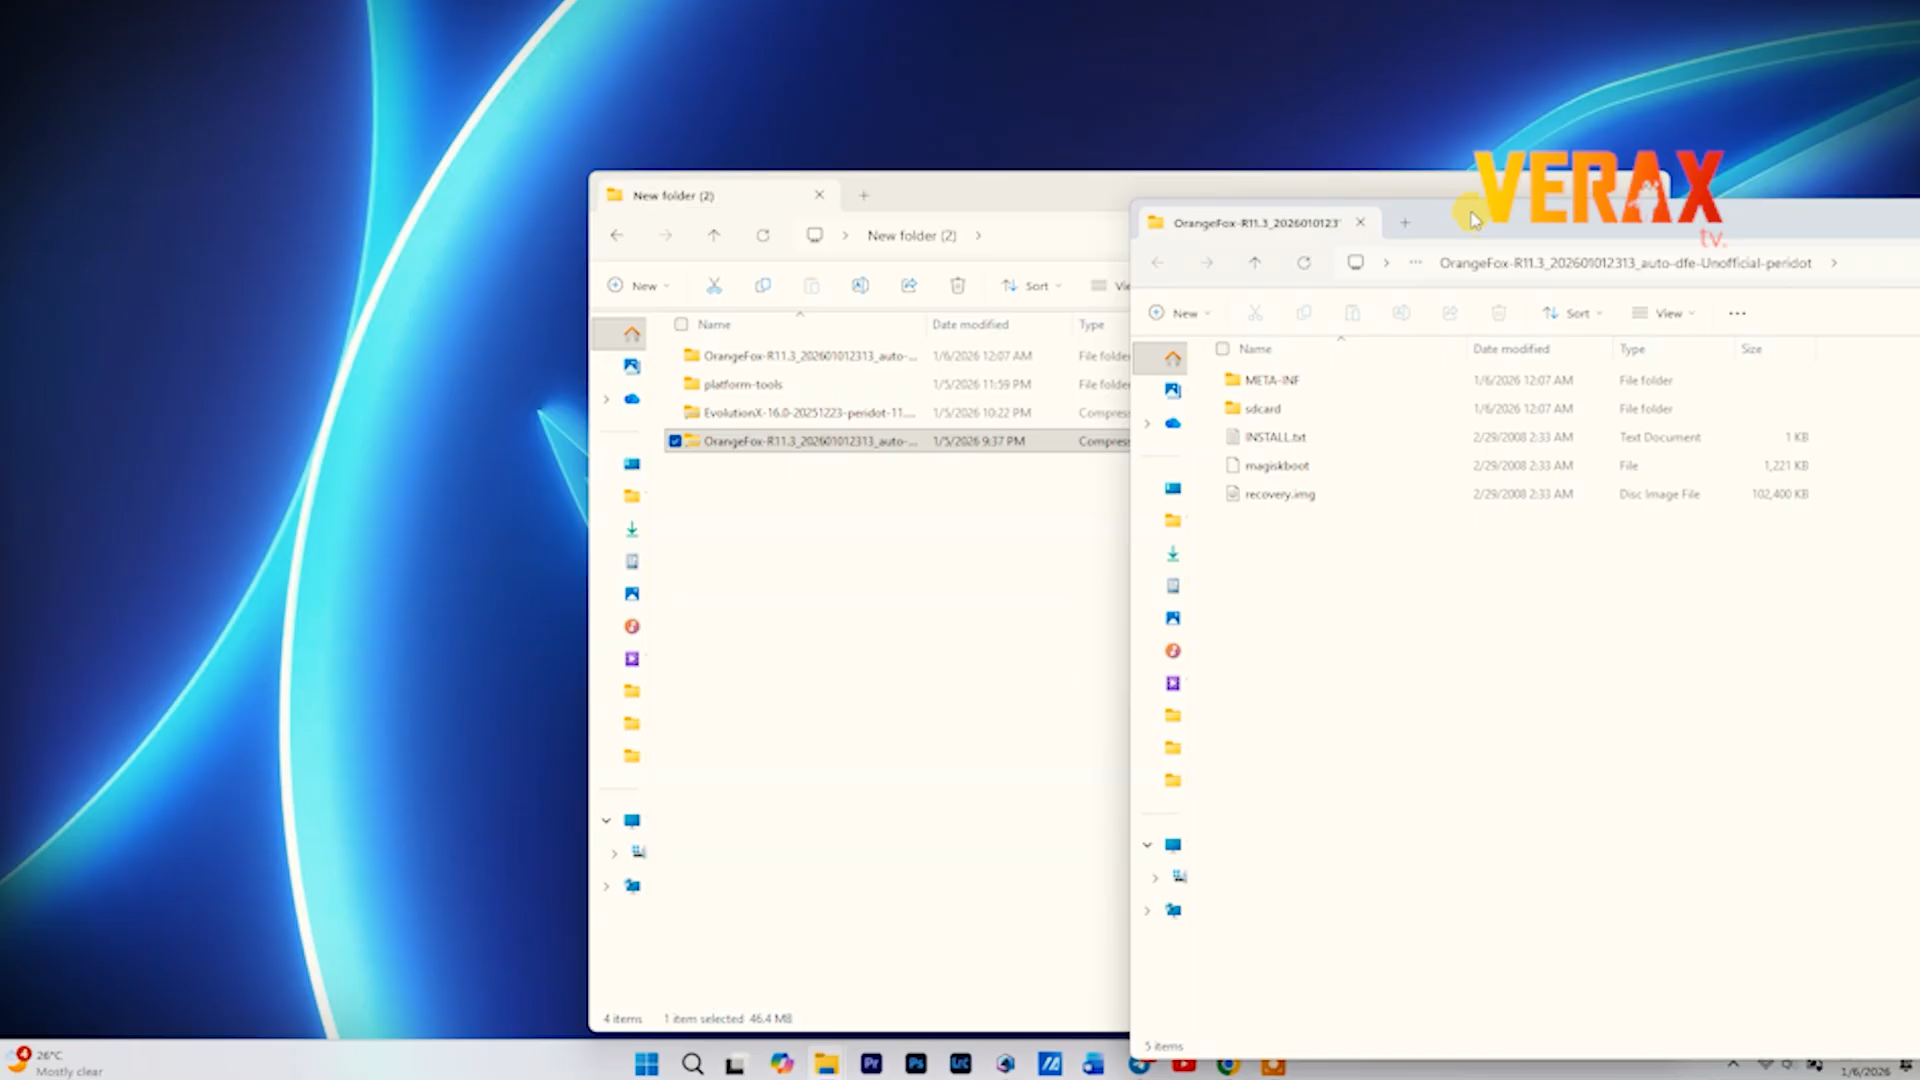 VERAX
tv.
New folder (2)
New folder (2)
New
Sort
Name
Date modified
Type
OrangeFox-R11.3_202601012313_auto-...
1/6/2026 12:07 AM
File folder
platform-tools
1/5/2026 11:59 PM
File folder
EvolutionX-16.0-20251223-peridot-11....
1/5/2026 10:22 PM
Compress
OrangeFox-R11.3_202601012313_auto-...
1/5/2026 9:37 PM
Compress
4 items
1 item selected 46.4 MB
OrangeFox-R11.3_20260101231
OrangeFox-R11.3_202601012313_auto-dfe-Unofficial-peridot
New
Sort
View
Name
Date modified
Type
Size
META-INF
1/6/2026 12:07 AM
File folder
sdcard
1/6/2026 12:07 AM
File folder
INSTALL.txt
2/29/2008 2:33 AM
Text Document
1 KB
magiskboot
2/29/2008 2:33 AM
File
1,221 KB
recovery.img
2/29/2008 2:33 AM
Disc Image File
102,400 KB
5 items
4
26°C
Mostly clear
Pr
Ps
LrC
1/6/2026